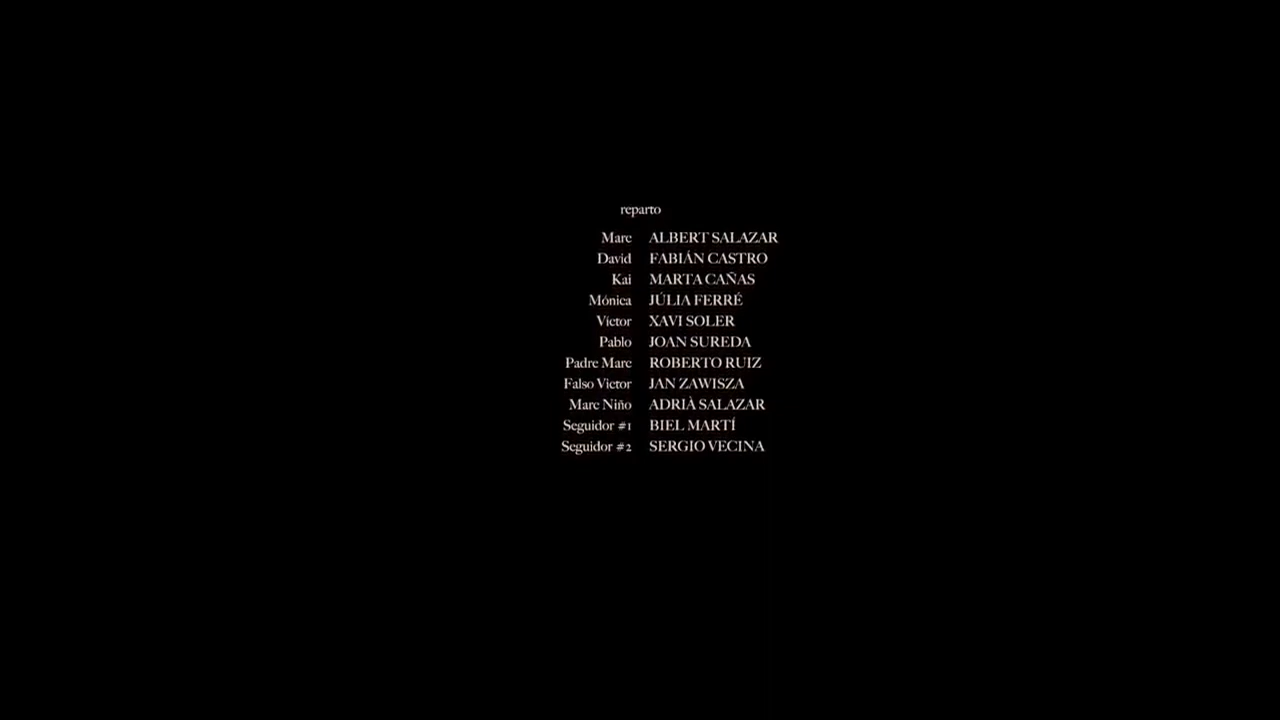 reparto
Marc ALBERT SALAZAR
David FABIÁN CASTRO
Kai MARTA CAÑAS
Mónica JÚLIA FERRÉ
Víctor XAVI SOLER
Pablo JOAN SUREDA
Padre Marc ROBERTO RUIZ
Falso Victor JAN ZAWISZA
Marc Niño ADRIÀ SALAZAR
Seguidor #1 BIEL MARTÍ
Seguidor #2 SERGIO VECINA